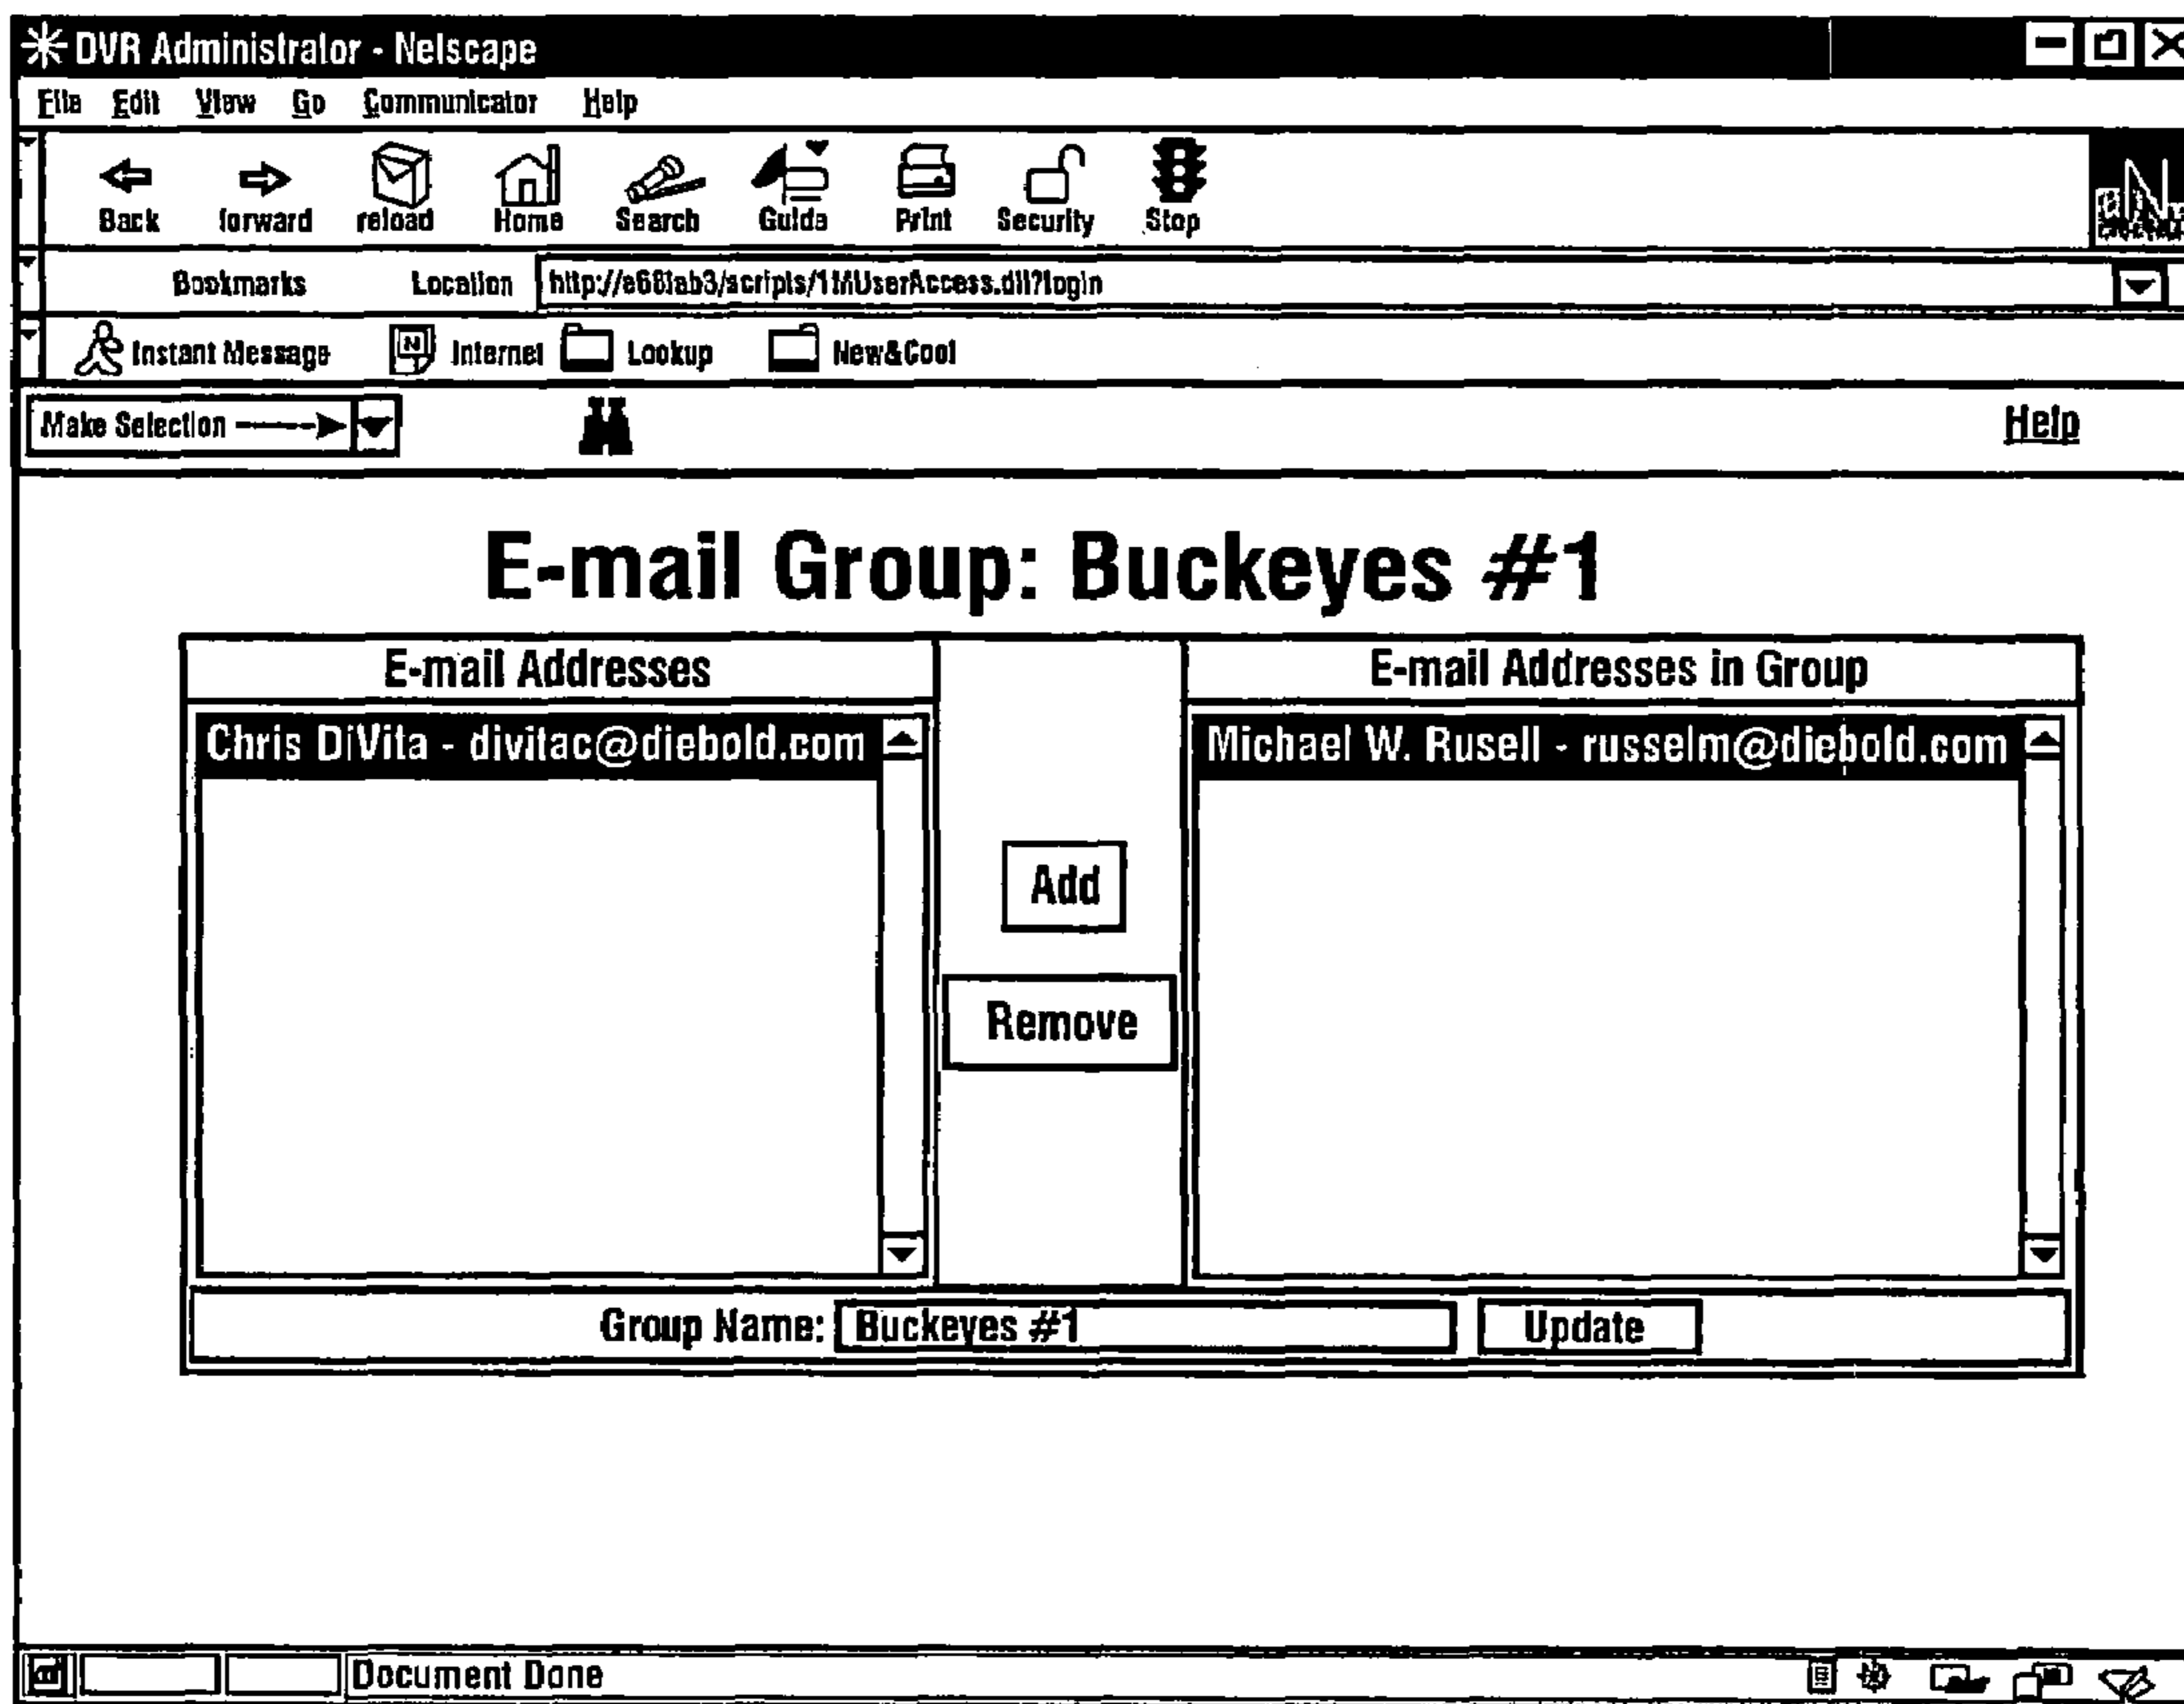 DVR Administrator - Nelscape
File Edit View Go Communicator Help
Back forward reload Home Search Guide Print Security Stop
Bookmarks Location http://e68lab3/scripts/1MUserAccess.dll?login
Instant Message Internet Lookup New&Cool
Make Selection Help
E-mail Group: Buckeyes #1
E-mail Addresses E-mail Addresses in Group
Chris DiVita - divitac@diebold.com Michael W. Rusell - russelm@diebold.com
Add
Remove
Group Name: Buckeyes #1 Update
Document Done